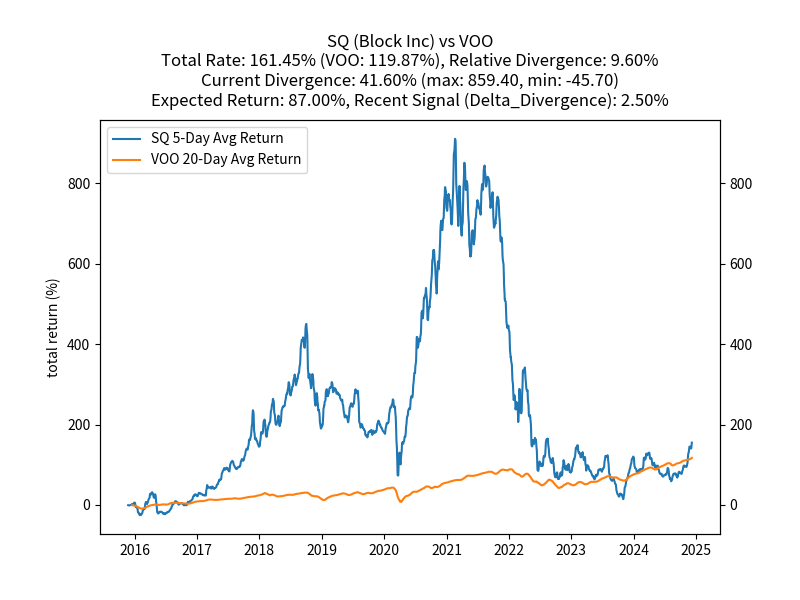 SQ (Block Inc) vs VOO
Total Rate: 161.45% (VOO: 119.87%), Relative Divergence: 9.60%
Current Divergence: 41.60% (max: 859.40, min: -45.70)
Expected Return: 87.00%, Recent Signal (Delta_Divergence): 2.50%
SQ 5-Day Avg Return
VOO 20-Day Avg Return
total return (%)
800 800
600 600
400 400
200 200
0 0
2016 2017 2018 2019 2020 2021 2022 2023 2024 2025